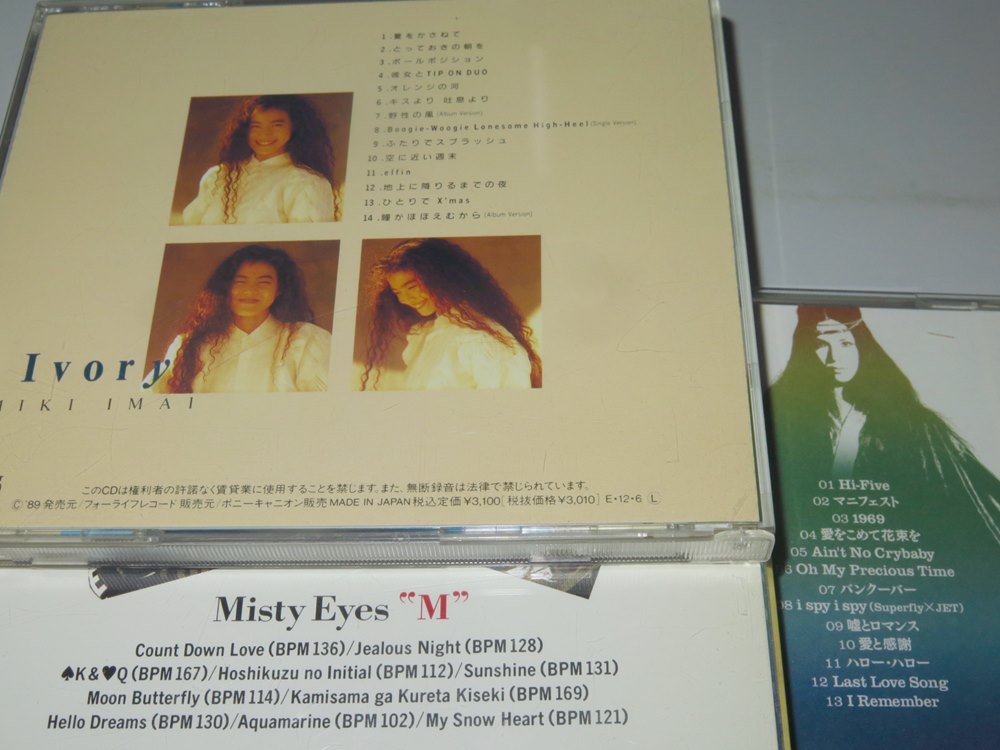 1.夏をかさねて
2.とっておきの朝を
3.ポールポジション
4.彼女とTIP ON DUO
5.オレンジの河
6.キスより 吐息より
7.野性の風(Album Version)
8.Boogie-Woogie Lonesome High-Heel(Single Version)
9.ふたりでスプラッシュ
10.空に近い週末
11.elfin
12.地上に降りるまでの夜
13.ひとりで X'mas
14.瞳がほほえむから(Album Version)
Ivory
MIKI IMAI
このCDは権利者の許諾なく賃貸業に使用することを禁じます。また、無断録音は法律で禁じられています。
Ⓒ'89 発売元/フォーライフレコード 販売元/ポニーキャニオン販売 MADE IN JAPAN 税込定価¥3,100[税抜価格¥3,010] E・12・6 Ⓛ
Misty Eyes "M"
Count Down Love (BPM 136)/Jealous Night (BPM 128)
♠K & ♥Q (BPM 167)/Hoshikuzu no Initial (BPM 112)/Sunshine (BPM 131)
Moon Butterfly (BPM 114)/Kamisama ga Kureta Kiseki (BPM 169)
Hello Dreams (BPM 130)/Aquamarine (BPM 102)/My Snow Heart (BPM 121)
01 Hi-Five
02 マニフェスト
03 1969
04 愛をこめて花束を
05 Ain't No Crybaby
6 Oh My Precious Time
07 バンクーバー
08 i spy i spy (Superfly×JET)
09 嘘とロマンス
10 愛と感謝
11 ハロー・ハロー
12 Last Love Song
13 I Remember